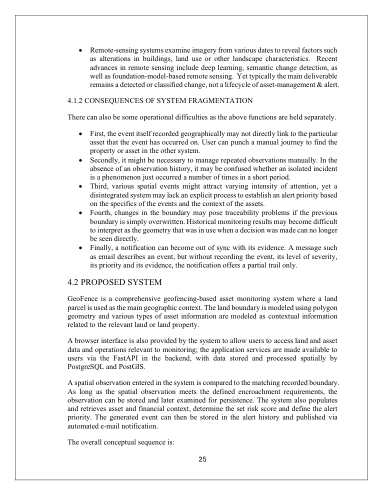 • Remote-sensing systems examine imagery from various dates to reveal factors such
as alterations in buildings, land use or other landscape characteristics. Recent
advances in remote sensing include deep learning, semantic change detection, as
well as foundation-model-based remote sensing. Yet typically the main deliverable
remains a detected or classified change, not a lifecycle of asset-management & alert.
4.1.2 CONSEQUENCES OF SYSTEM FRAGMENTATION
There can also be some operational difficulties as the above functions are held separately.
• First, the event itself recorded geographically may not directly link to the particular
asset that the event has occurred on. User can punch a manual journey to find the
property or asset in the other system.
• Secondly, it might be necessary to manage repeated observations manually. In the
absence of an observation history, it may be confused whether an isolated incident
is a phenomenon just occurred a number of times in a short period.
• Third, various spatial events might attract varying intensity of attention, yet a
disintegrated system may lack an explicit process to establish an alert priority based
on the specifics of the events and the context of the assets.
• Fourth, changes in the boundary may pose traceability problems if the previous
boundary is simply overwritten. Historical monitoring results may become difficult
to interpret as the geometry that was in use when a decision was made can no longer
be seen directly.
• Finally, a notification can become out of sync with its evidence. A message such
as email describes an event, but without recording the event, its level of severity,
its priority and its evidence, the notification offers a partial trail only.
4.2 PROPOSED SYSTEM
GeoFence is a comprehensive geofencing-based asset monitoring system where a land
parcel is used as the main geographic context. The land boundary is modeled using polygon
geometry and various types of asset information are modeled as contextual information
related to the relevant land or land property.
A browser interface is also provided by the system to allow users to access land and asset
data and operations relevant to monitoring; the application services are made available to
users via the FastAPI in the backend, with data stored and processed spatially by
PostgreSQL and PostGIS.
A spatial observation entered in the system is compared to the matching recorded boundary.
As long as the spatial observation meets the defined encroachment requirements, the
observation can be stored and later examined for persistence. The system also populates
and retrieves asset and financial context, determine the set risk score and define the alert
priority. The generated event can then be stored in the alert history and published via
automated e-mail notification.
The overall conceptual sequence is:
25